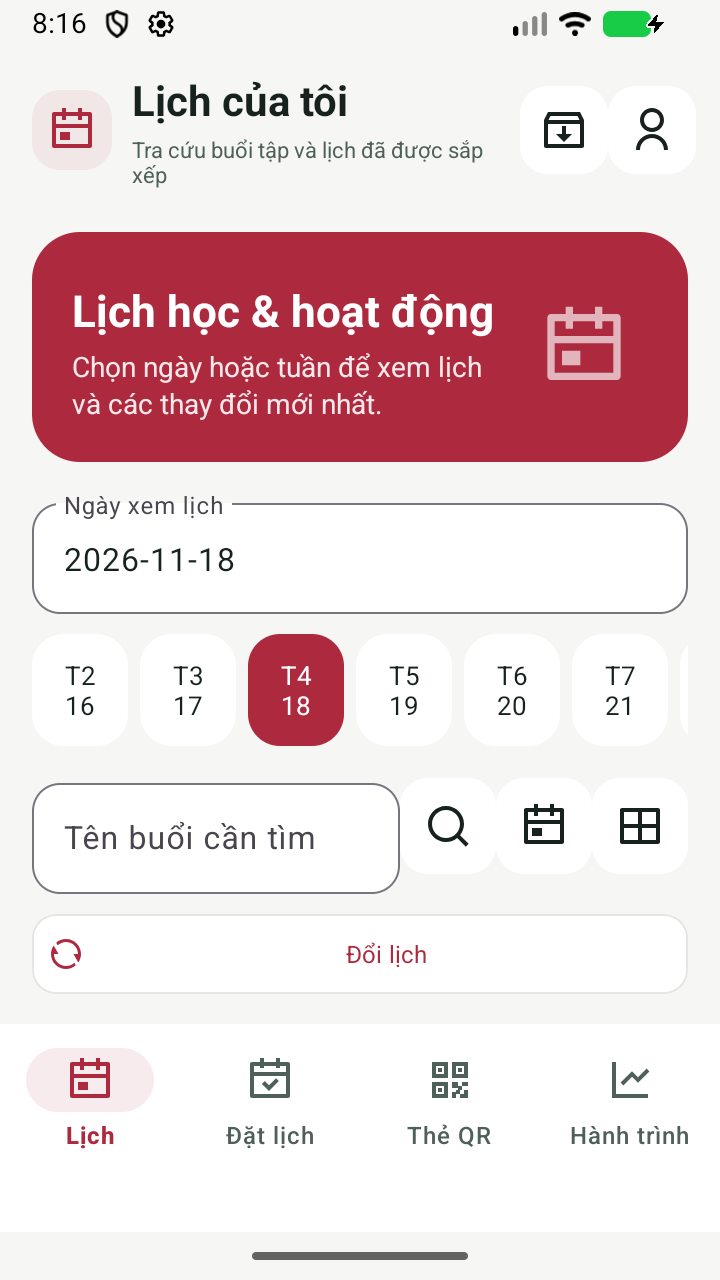 8:16
Lịch của tôi
Tra cứu buổi tập và lịch đã được sắp
xếp
Lịch học & hoạt động
Chọn ngày hoặc tuần để xem lịch
và các thay đổi mới nhất.
Ngày xem lịch
2026-11-18
T2 T3 T4 T5 T6 T7
16 17 18 19 20 21
Tên buổi cần tìm
Đổi lịch
Lịch Đặt lịch Thẻ QR Hành trình